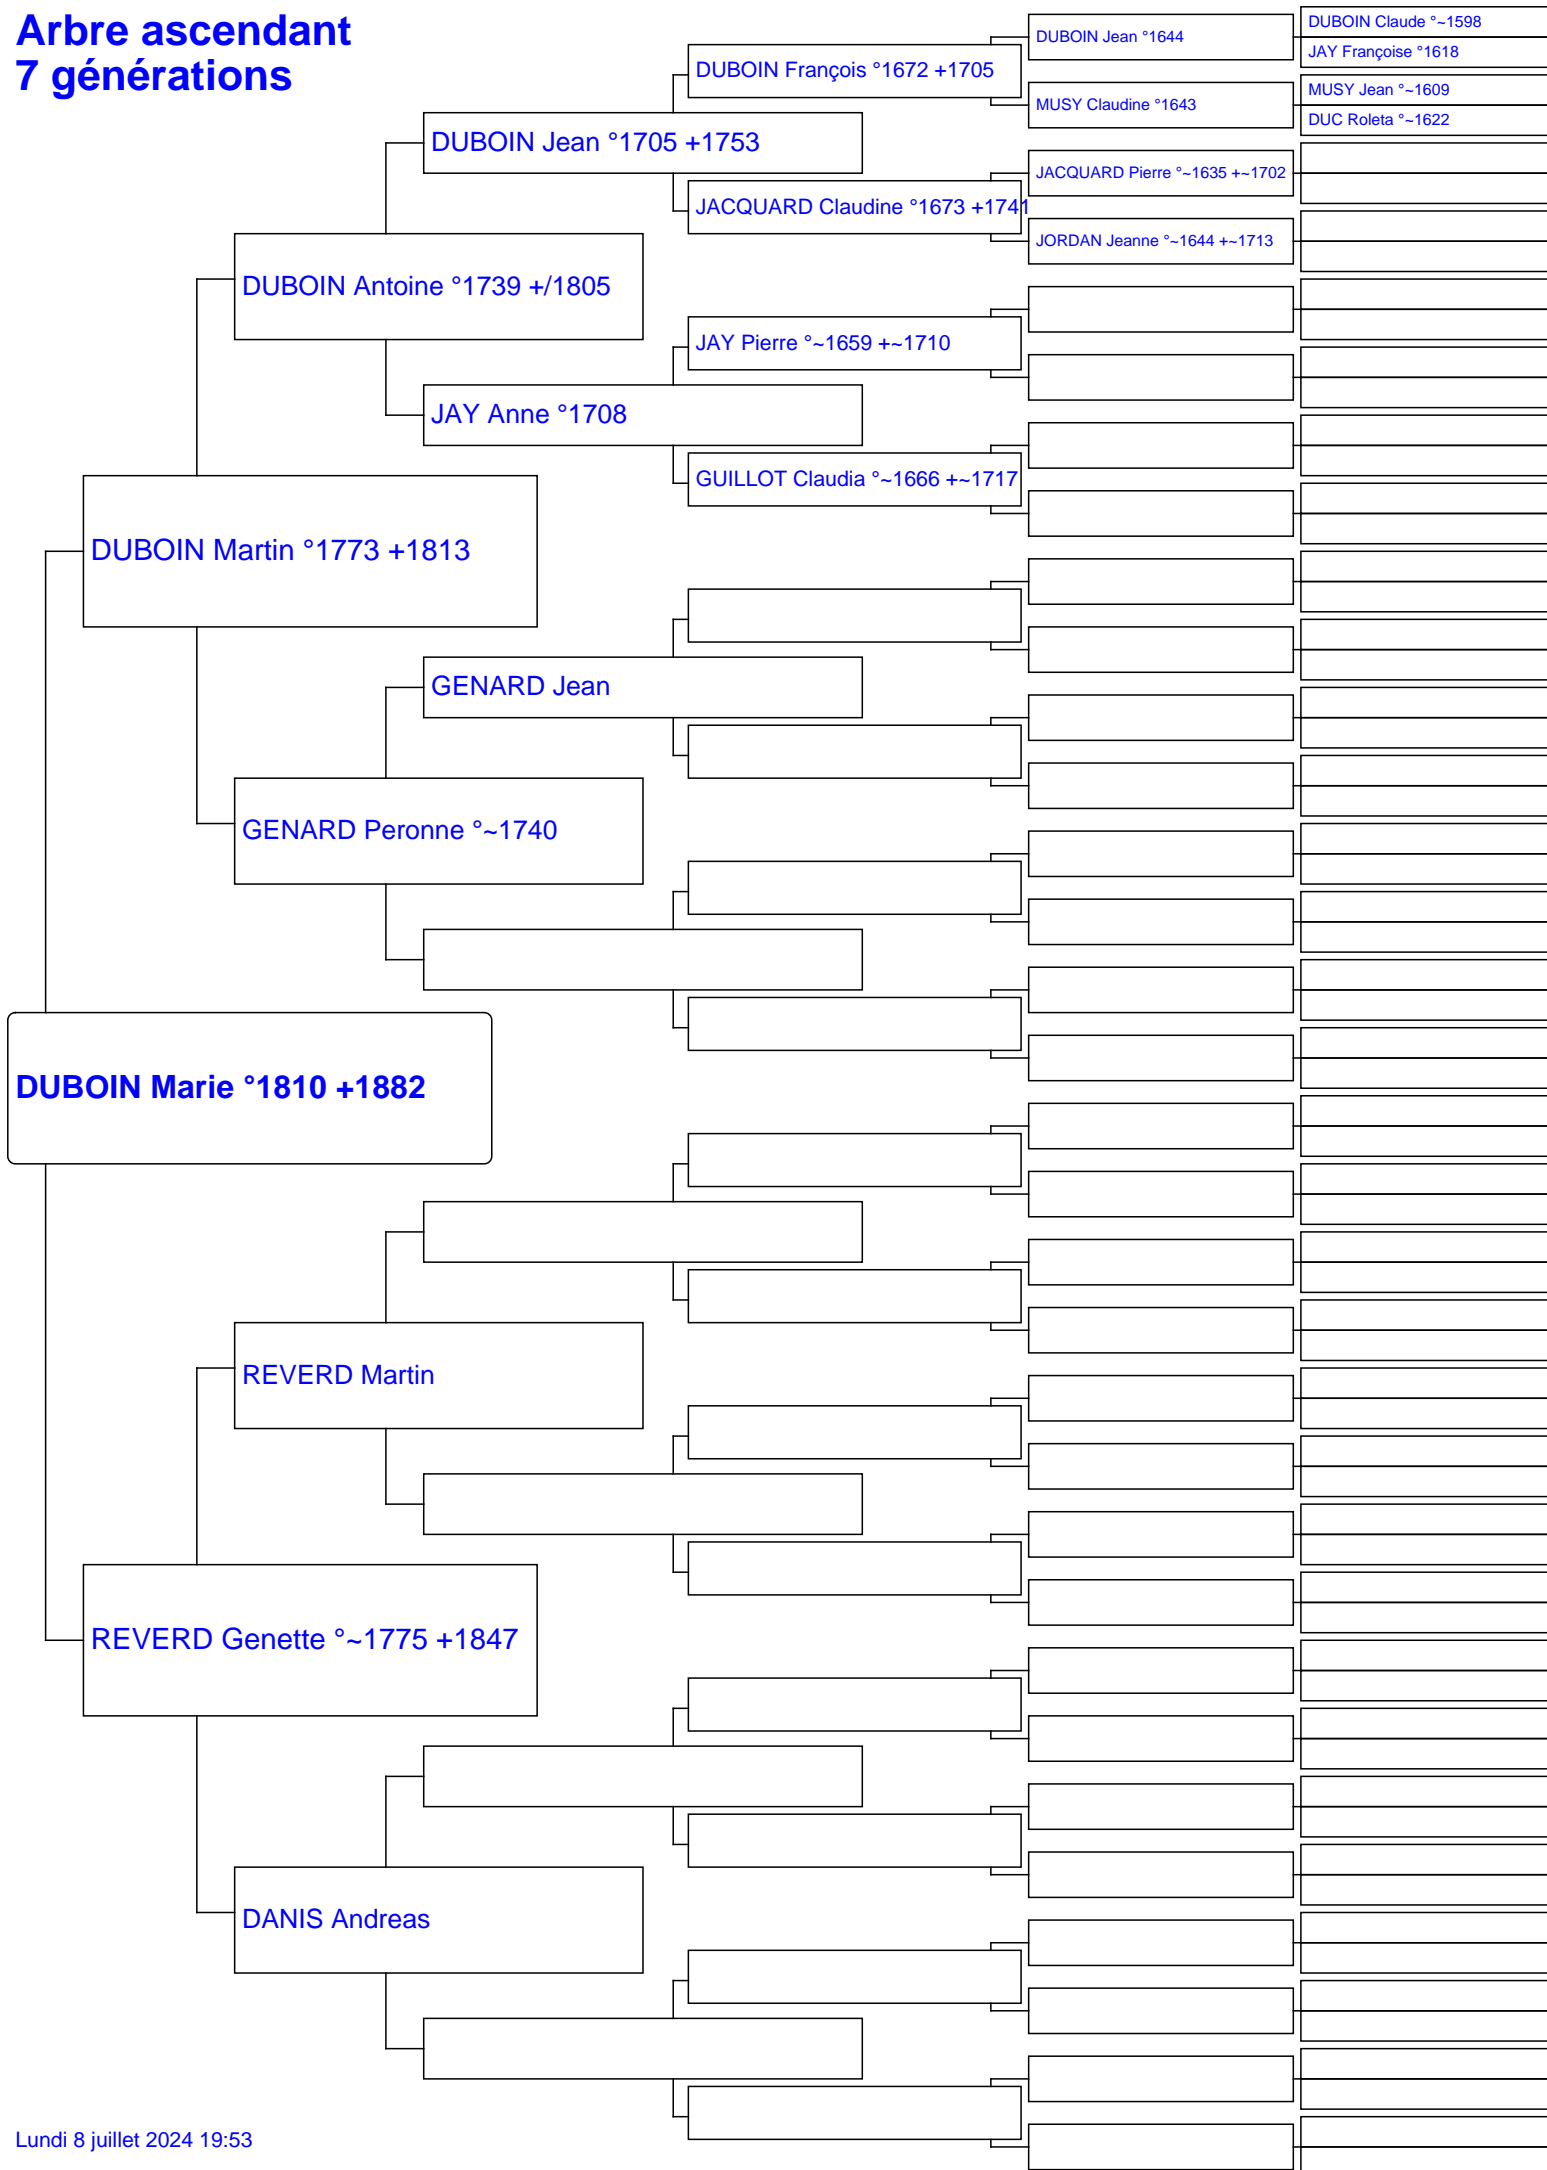 Arbre ascendant
7 générations
DUBOIN Claude °~1598
DUBOIN Jean °1644
JAY Françoise °1618
DUBOIN François °1672 +1705
MUSY Jean °~1609
MUSY Claudine °1643
DUC Roleta °~1622
DUBOIN Jean °1705 +1753
JACQUARD Pierre °~1635 +~1702
JACQUARD Claudine °1673 +1741
JORDAN Jeanne °~1644 +~1713
DUBOIN Antoine °1739 +/1805
JAY Pierre °~1659 +~1710
JAY Anne °1708
GUILLOT Claudia °~1666 +~1717
DUBOIN Martin °1773 +1813
GENARD Jean
GENARD Peronne °~1740
DUBOIN Marie °1810 +1882
REVERD Martin
REVERD Genette °~1775 +1847
DANIS Andreas
Lundi 8 juillet 2024 19:53